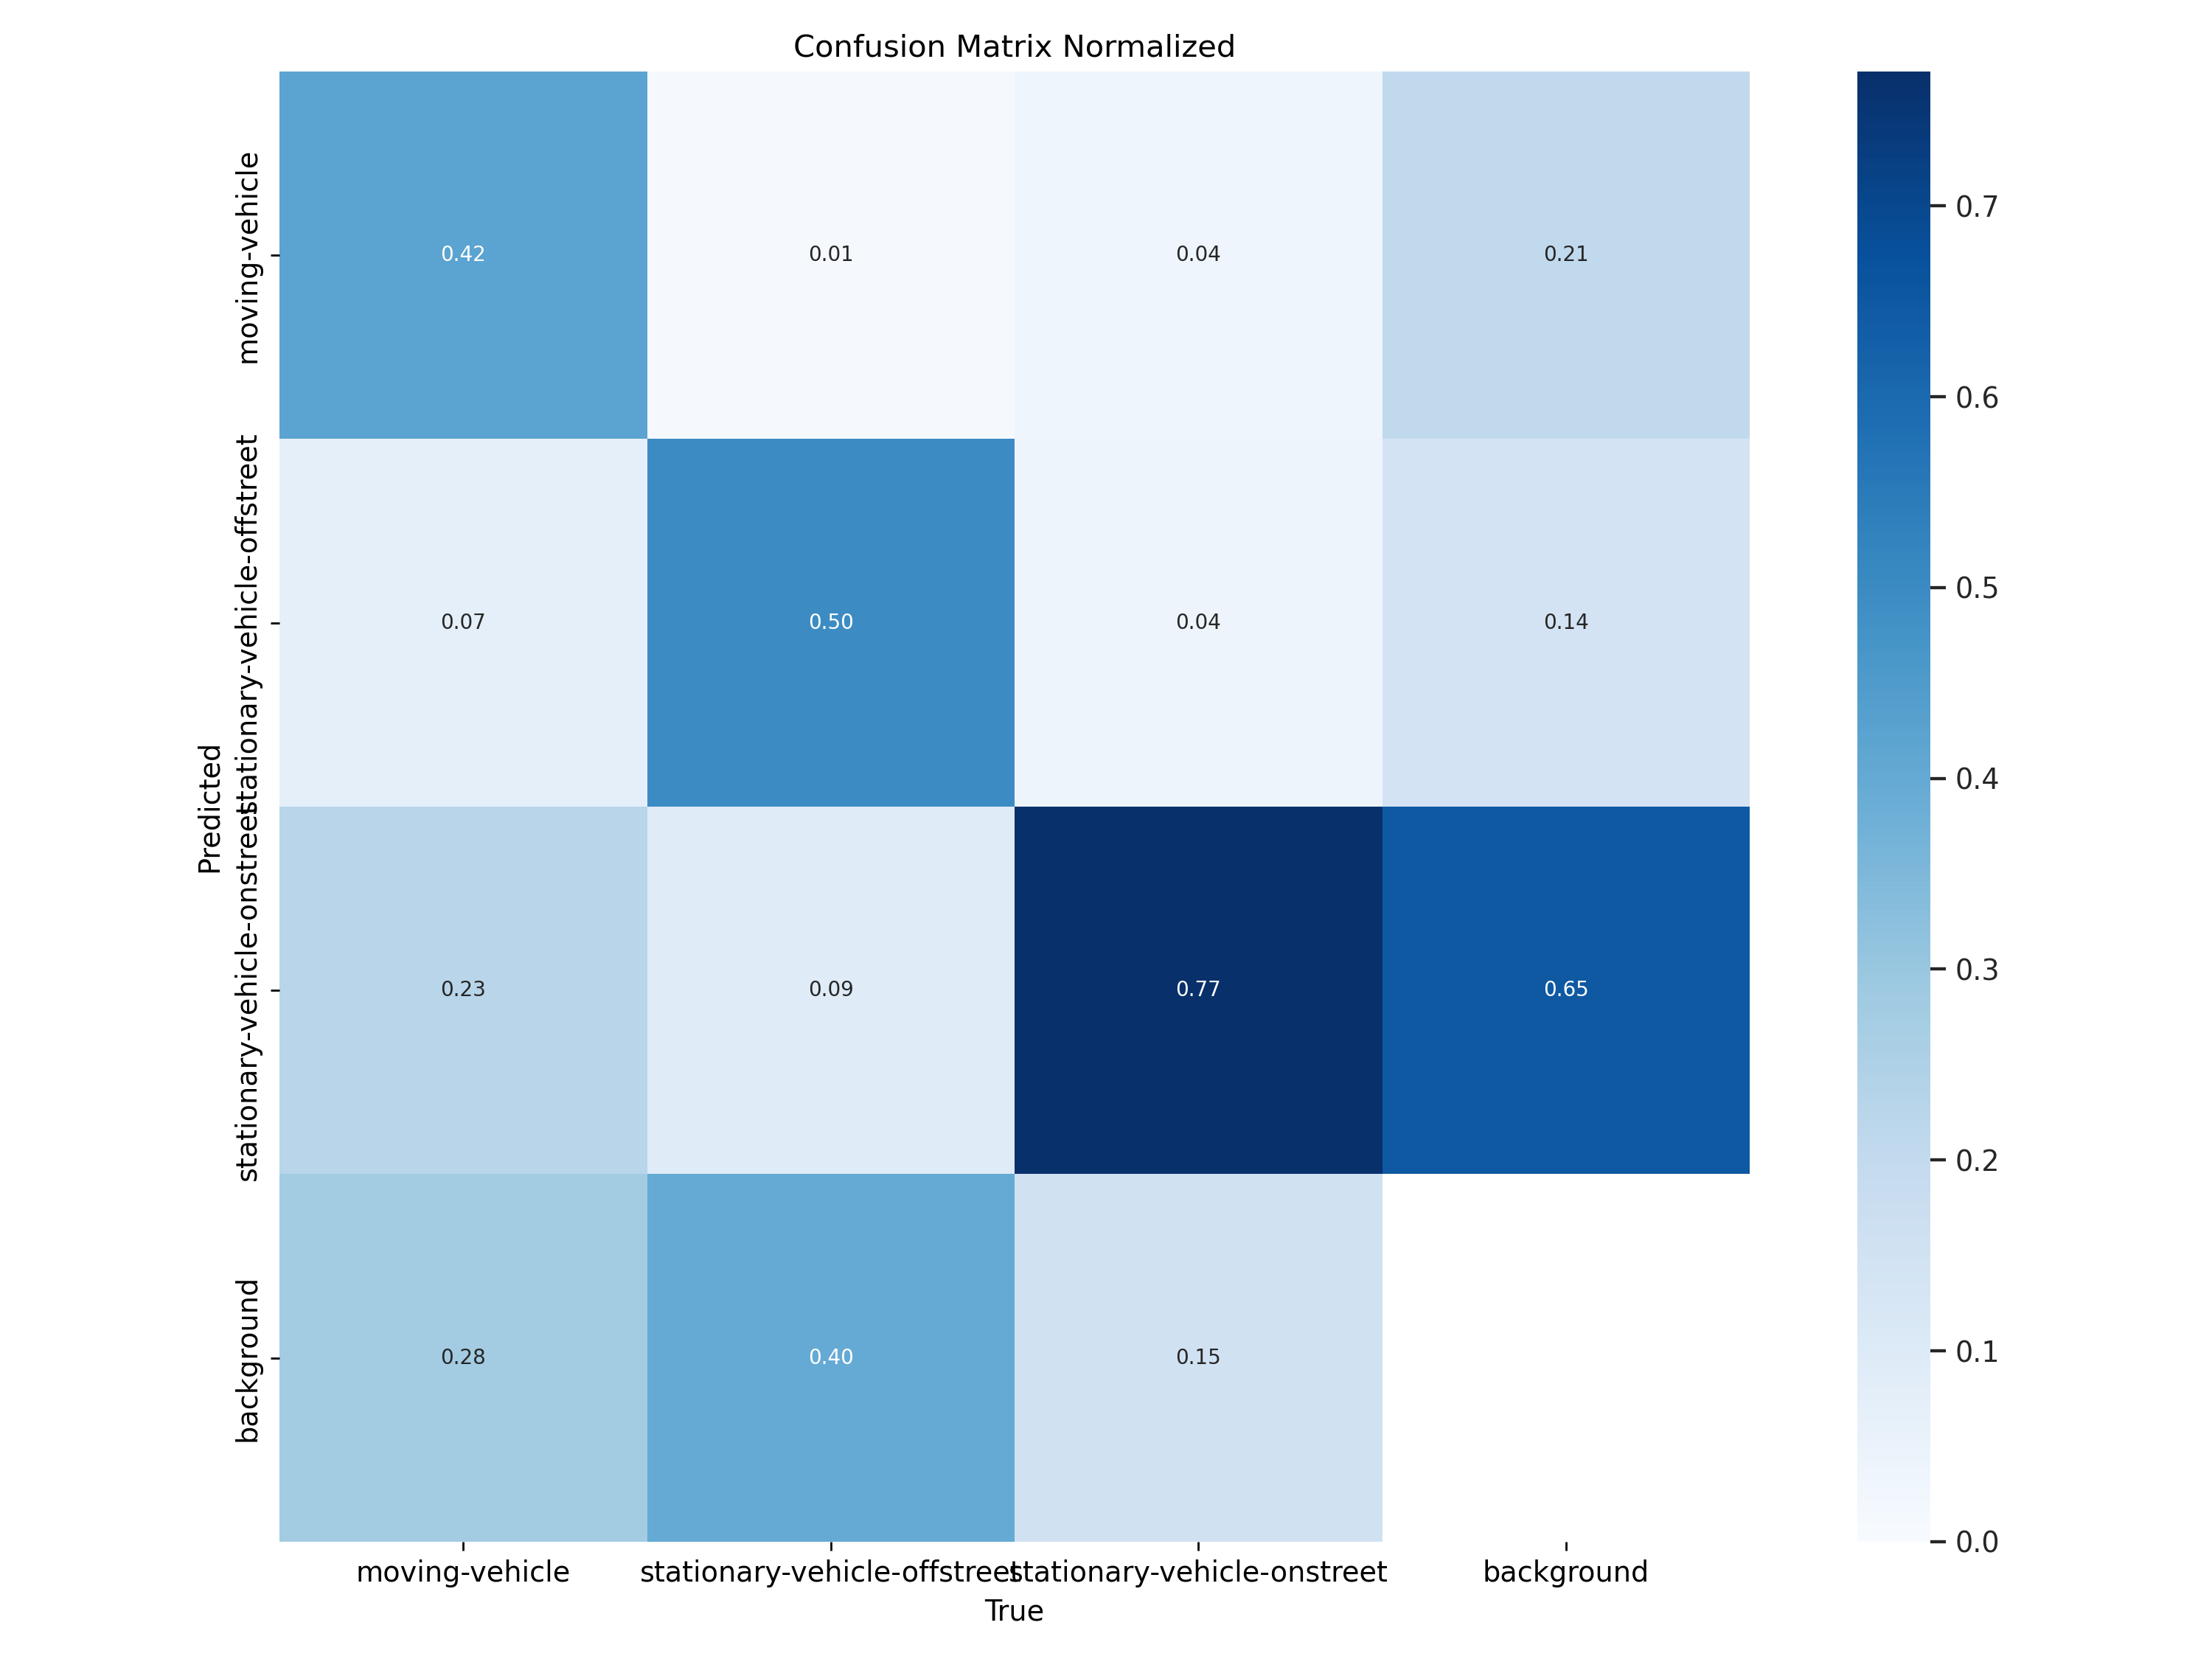 Confusion Matrix Normalized
moving-vehicle
0.42
0.01
0.04
0.21
0.7
0.6
stationary-vehicle-offstreet
0.07
0.50
0.04
0.14
0.5
0.4
Predicted
stationary-vehicle-onstreet
0.23
0.09
0.77
0.65
0.3
0.2
background
0.28
0.40
0.15
0.1
0.0
moving-vehicle
stationary-vehicle-offstreet
stationary-vehicle-onstreet
background
True